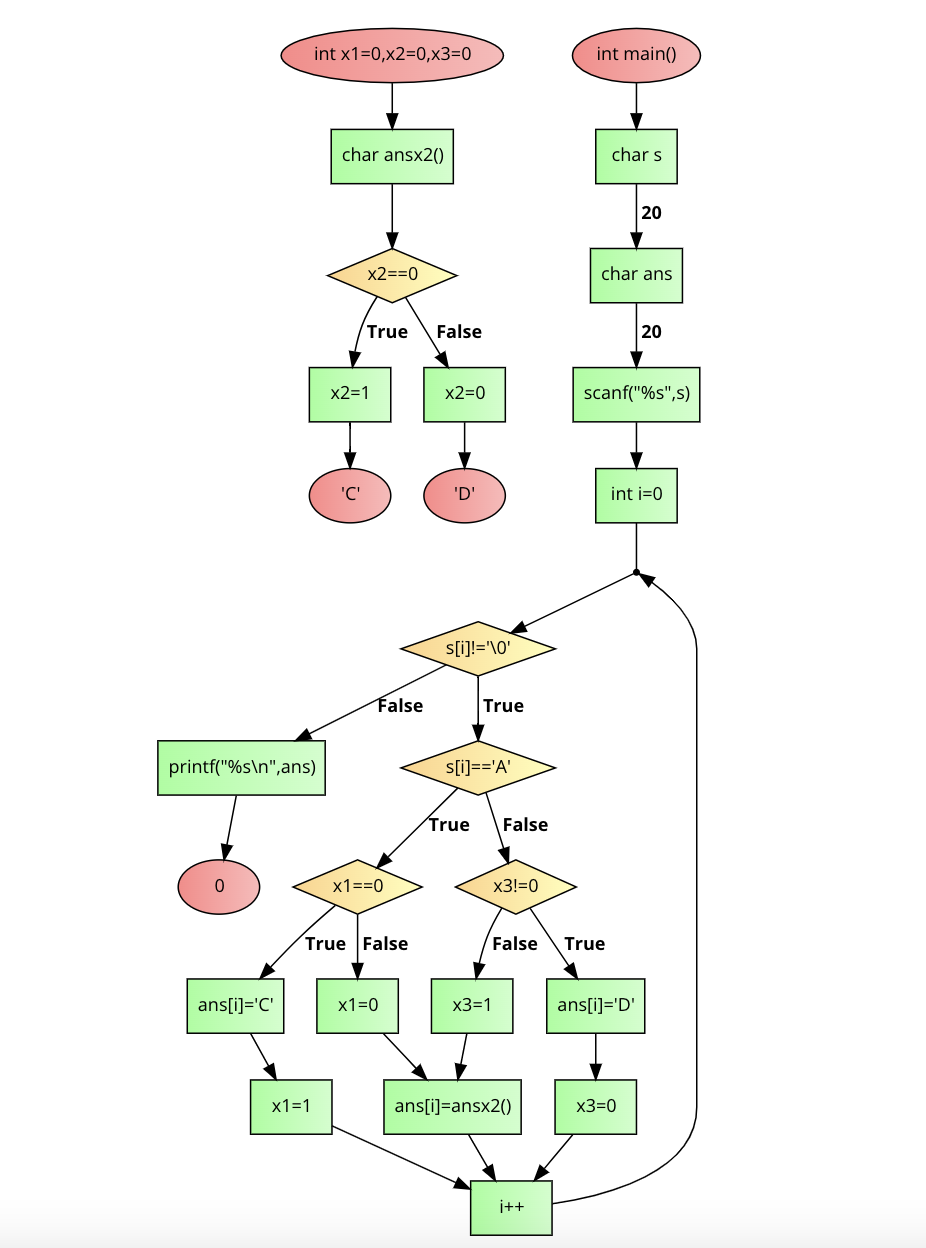 int x1=0,x2=0,x3=0
int main()
char ansx2()
char s
20
x2==0
char ans
True
False
20
x2=1
x2=0
scanf("%s",s)
'C'
'D'
int i=0
s[i]!='\0'
False
True
printf("%s\n",ans)
s[i]=='A'
True
False
0
x1==0
x3!=0
True
False
False
True
ans[i]='C'
x1=0
x3=1
ans[i]='D'
x1=1
ans[i]=ansx2()
x3=0
i++